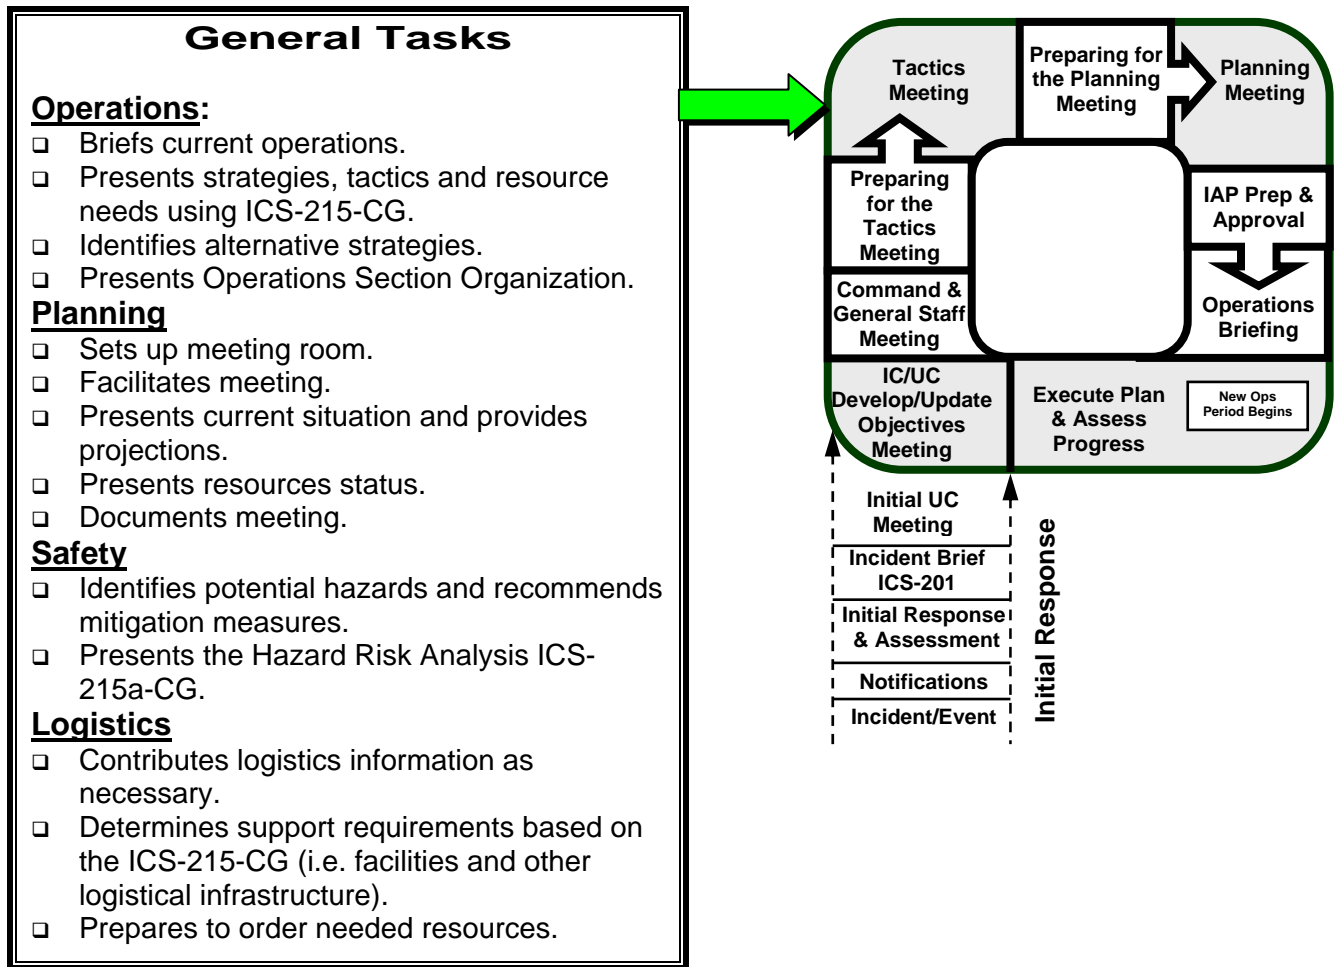 General Tasks
Operations:
❑ Briefs current operations.
❑ Presents strategies, tactics and resource
needs using ICS-215-CG.
❑ Identifies alternative strategies.
❑ Presents Operations Section Organization.
Planning
❑ Sets up meeting room.
❑ Facilitates meeting.
❑ Presents current situation and provides
projections.
❑ Presents resources status.
❑ Documents meeting.
Safety
❑ Identifies potential hazards and recommends
mitigation measures.
❑ Presents the Hazard Risk Analysis ICS-
215a-CG.
Logistics
❑ Contributes logistics information as
necessary.
❑ Determines support requirements based on
the ICS-215-CG (i.e. facilities and other
logistical infrastructure).
❑ Prepares to order needed resources.
Tactics
Meeting
Preparing for
the Planning
Meeting
Planning
Meeting
Preparing
for the
Tactics
Meeting
IAP Prep &
Approval
Command &
General Staff
Meeting
Operations
Briefing
IC/UC
Develop/Update
Objectives
Meeting
Execute Plan
& Assess
Progress
New Ops
Period Begins
Initial UC
Meeting
Incident Brief
ICS-201
Initial Response
& Assessment
Notifications
Incident/Event
Initial Response